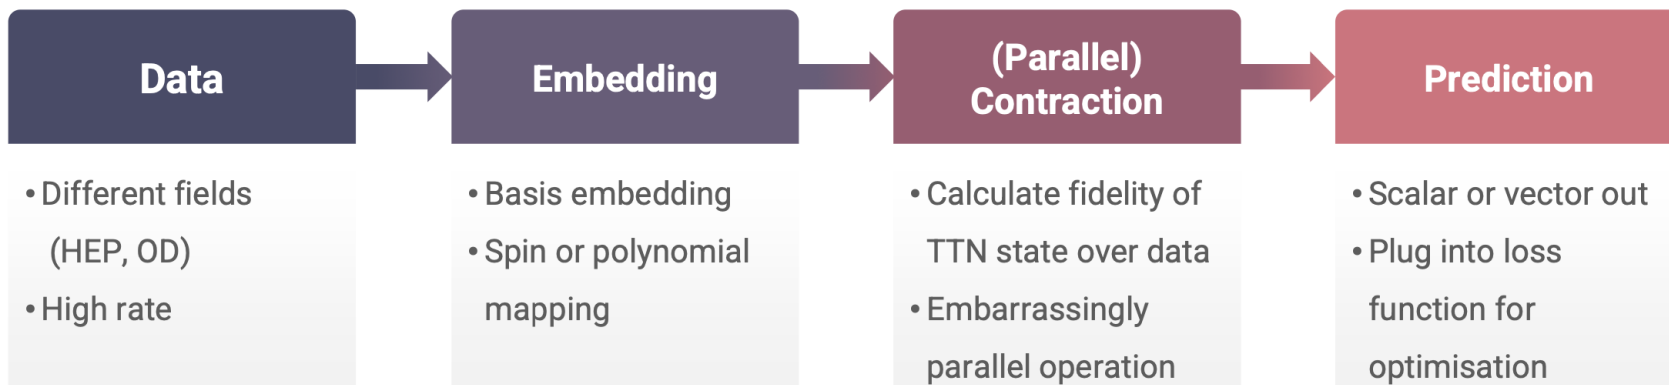 Data
• Different fields
(HEP, OD)
• High rate
Embedding
• Basis embedding
• Spin or polynomial
mapping
(Parallel)
Contraction
• Calculate fidelity of
TTN state over data
• Embarrassingly
parallel operation
Prediction
• Scalar or vector out
• Plug into loss
function for
optimisation